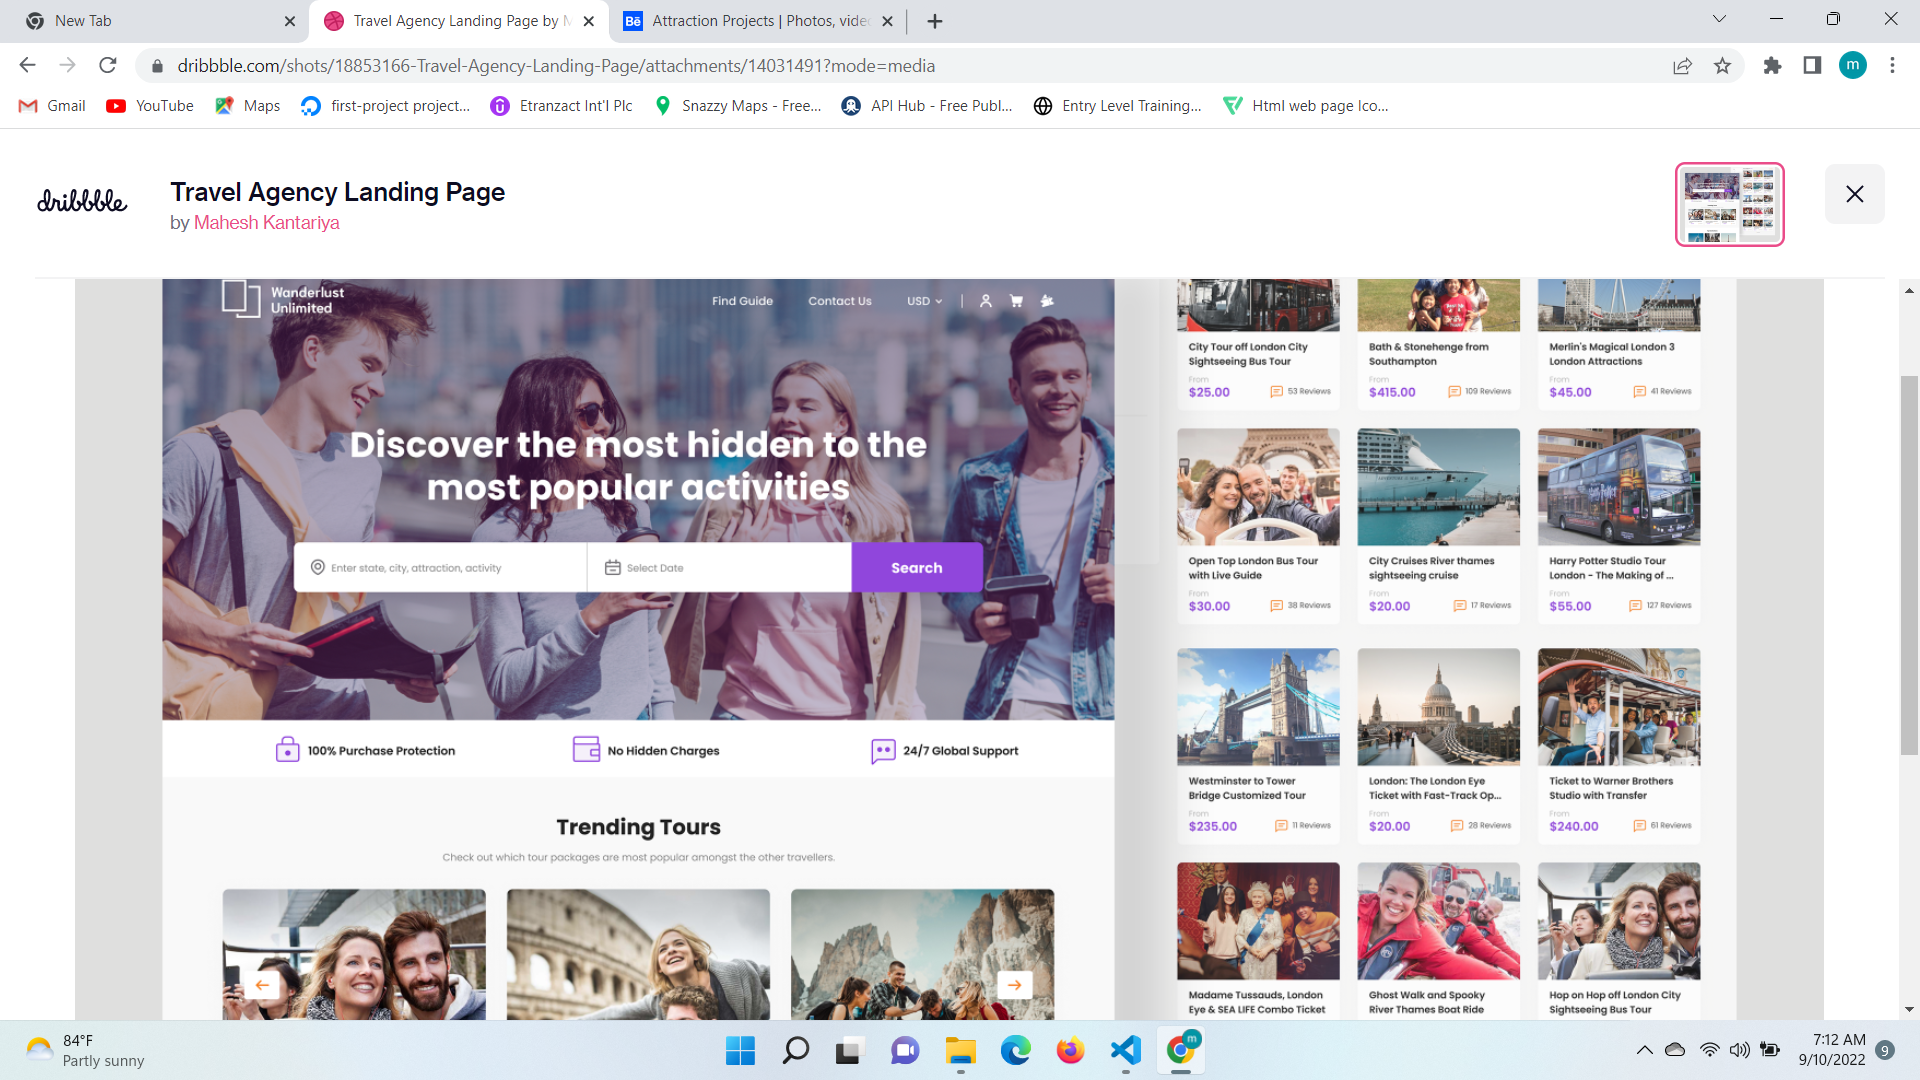 New Tab
Travel Agency Landing Page by M
Bē Attraction Projects | Photos, vide
dribbble.com/shots/18853166-Travel-Agency-Landing-Page/attachments/14031491?mode=media
m
Gmail
YouTube
Maps
first-project project...
Etranzact Int'l Plc
Snazzy Maps - Free...
API Hub - Free Publ...
Entry Level Training...
Html web page Ico...
dribbble
Travel Agency Landing Page
by Mahesh Kantariya
Wanderlust
Unlimited
Find Guide
Contact Us
USD
Discover the most hidden to the
most popular activities
Enter state, city, attraction, activity
Select Date
Search
100% Purchase Protection
No Hidden Charges
24/7 Global Support
Trending Tours
Check out which tour packages are most popular amongst the other travellers.
City Tour off London City
Sightseeing Bus Tour
From
$25.00
53 Reviews
Bath & Stonehenge from
Southampton
From
$415.00
109 Reviews
Merlin's Magical London 3
London Attractions
From
$45.00
41 Reviews
Open Top London Bus Tour
with Live Guide
From
$30.00
38 Reviews
City Cruises River thames
sightseeing cruise
From
$20.00
17 Reviews
Harry Potter Studio Tour
London - The Making of ...
From
$55.00
127 Reviews
Westminster to Tower
Bridge Customized Tour
From
$235.00
11 Reviews
London: The London Eye
Ticket with Fast-Track Op...
From
$20.00
28 Reviews
Ticket to Warner Brothers
Studio with Transfer
From
$240.00
61 Reviews
Madame Tussauds, London
Eye & SEA LIFE Combo Ticket
Ghost Walk and Spooky
River Thames Boat Ride
Hop on Hop off London City
Sightseeing Bus Tour
84°F
Partly sunny
m
7:12 AM
9/10/2022
9